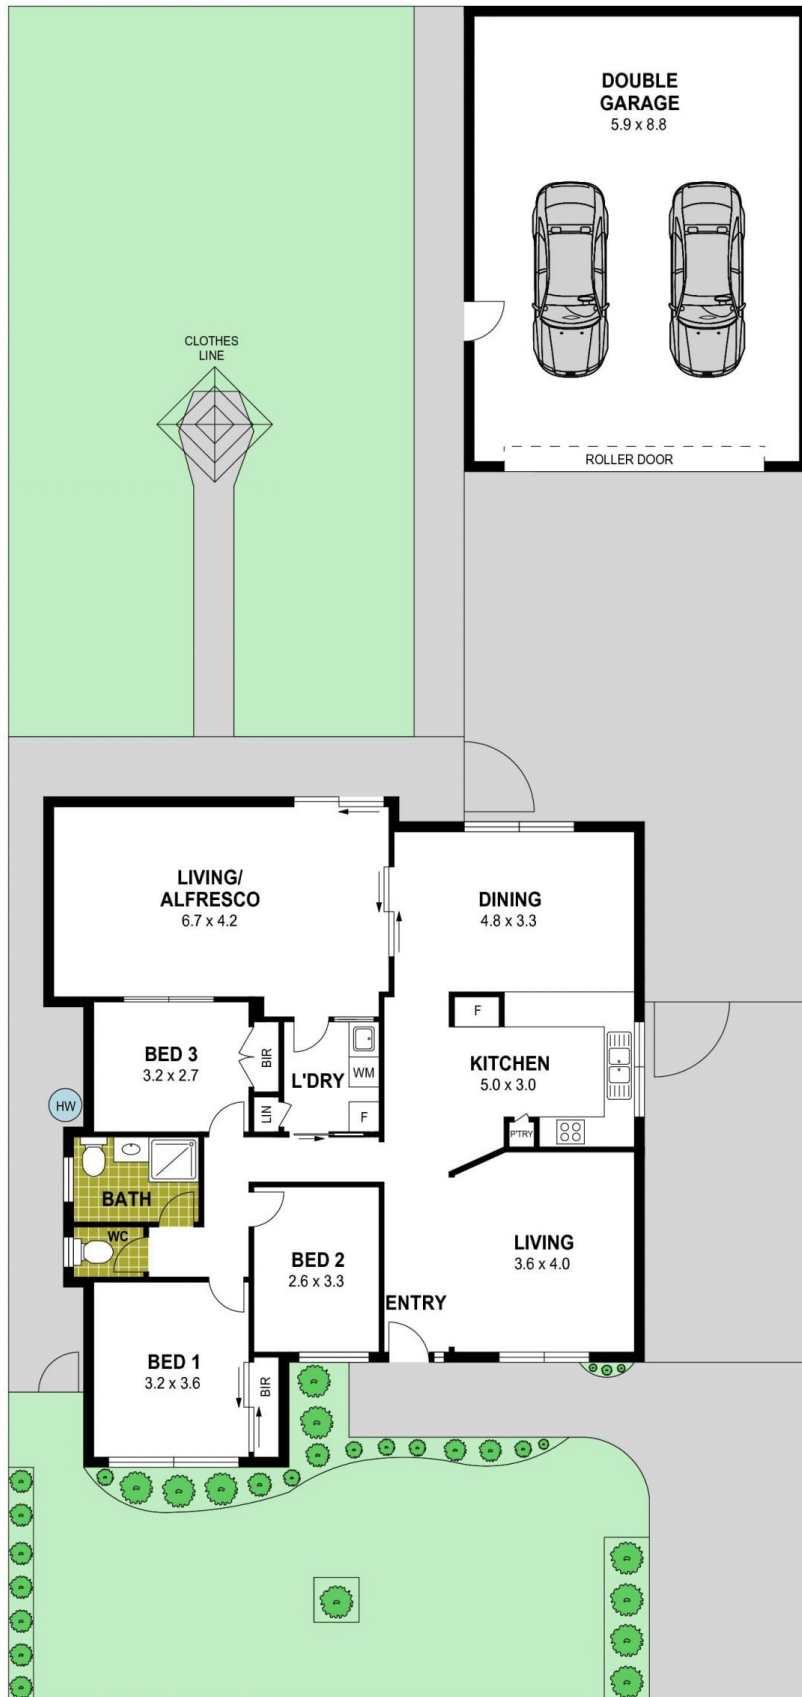 DOUBLE
GARAGE
5.9 x 8.8
CLOTHES
LINE
ROLLER DOOR
LIVING/
ALFRESCO
6.7 x 4.2
DINING
4.8 x 3.3
F
KITCHEN
5.0 x 3.0
BED 3
3.2 x 2.7
BIR
L'DRY
WM
LIN
F
HW
P'TRY
BATH
WC
BED 2
2.6 x 3.3
LIVING
3.6 x 4.0
ENTRY
BED 1
3.2 x 3.6
BIR